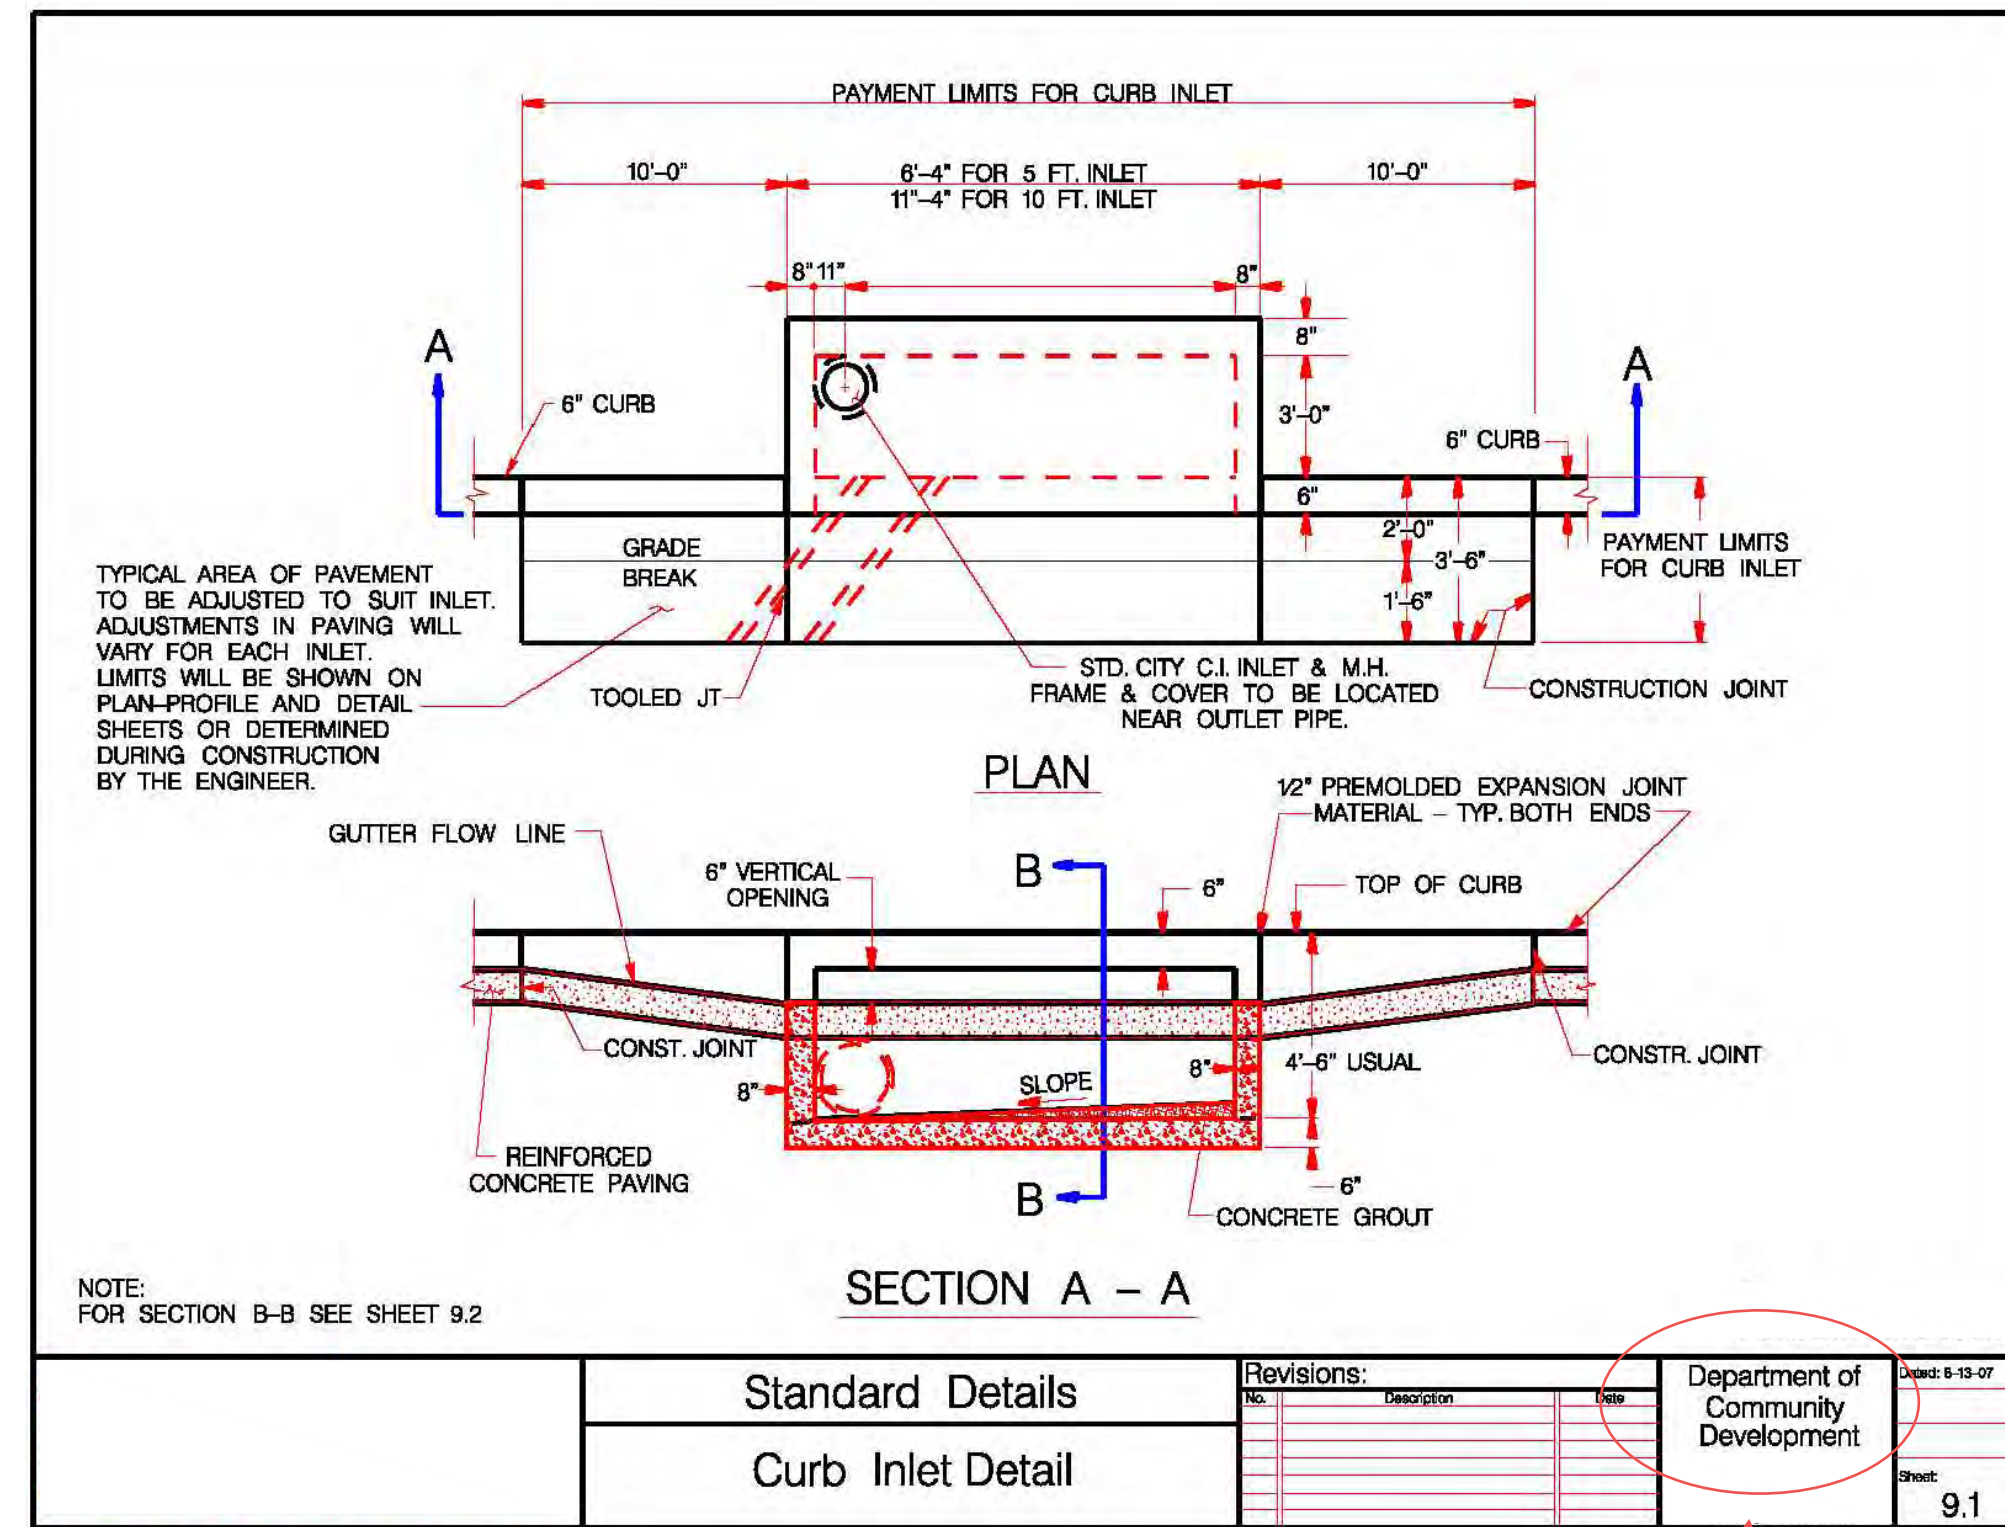 PAYMENT LIMITS FOR CURB INLET
10'-0"
6'-4" FOR 5 FT. INLET
11"-4" FOR 10 FT. INLET
10'-0"
8" 11"
8"
8"
A
A
3'-0"
6" CURB
6" CURB
6"
2'-0"
3'-6"
1'-6"
GRADE
BREAK
PAYMENT LIMITS
FOR CURB INLET
TYPICAL AREA OF PAVEMENT
TO BE ADJUSTED TO SUIT INLET.
ADJUSTMENTS IN PAVING WILL
VARY FOR EACH INLET.
LIMITS WILL BE SHOWN ON
PLAN-PROFILE AND DETAIL
SHEETS OR DETERMINED
DURING CONSTRUCTION
BY THE ENGINEER.
TOOLED JT
STD. CITY C.I. INLET & M.H.
FRAME & COVER TO BE LOCATED
NEAR OUTLET PIPE.
CONSTRUCTION JOINT
PLAN
1/2" PREMOLDED EXPANSION JOINT
MATERIAL - TYP. BOTH ENDS
GUTTER FLOW LINE
6" VERTICAL
OPENING
B
6"
TOP OF CURB
CONST. JOINT
8"
SLOPE
8"
4'-6" USUAL
CONSTR. JOINT
REINFORCED
CONCRETE PAVING
B
6"
CONCRETE GROUT
SECTION A - A
NOTE:
FOR SECTION B-B SEE SHEET 9.2
Standard Details
Curb Inlet Detail
Revisions:
No. Description Date
Department of
Community
Development
Dated: 6-13-07
Sheet:
9.1